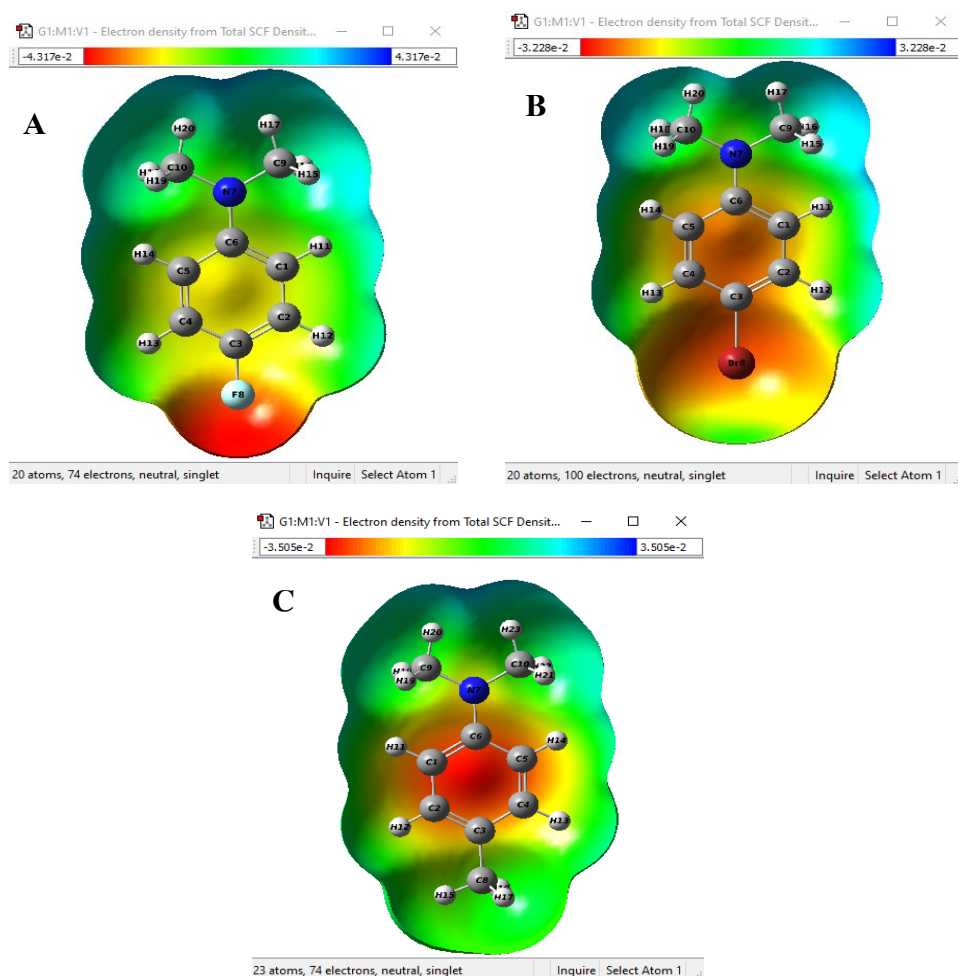 G1:M1:V1 - Electron density from Total SCF Densit...
-4.317e-2 4.317e-2
A
H20 H17
C10 C9
H19 H15
N7
C6
H14 H11
C5 C1
C4 C2
H13 H12
C3
F8
20 atoms, 74 electrons, neutral, singlet Inquire Select Atom 1
G1:M1:V1 - Electron density from Total SCF Densit...
-3.228e-2 3.228e-2
B
H20 H17
H18 C10 C9 H16
H19 H15
N7
C6
H14 H11
C5 C1
C4 C2
H13 H12
C3
Br8
20 atoms, 100 electrons, neutral, singlet Inquire Select Atom 1
G1:M1:V1 - Electron density from Total SCF Densit...
-3.505e-2 3.505e-2
C
H20 H23
C9 C10
H19 H21
N7
C6
H11 H14
C1 C5
C2 C4
H12 H13
C3
C8
H15 H17
23 atoms, 74 electrons, neutral, singlet Inquire Select Atom 1